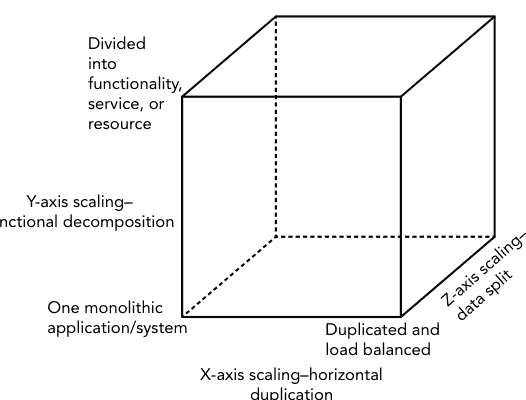 Divided
into
functionality,
service, or
resource
Y-axis scaling–
nctional decomposition
One monolithic
application/system
Z-axis scaling–
data split
Duplicated and
load balanced
X-axis scaling–horizontal
duplication